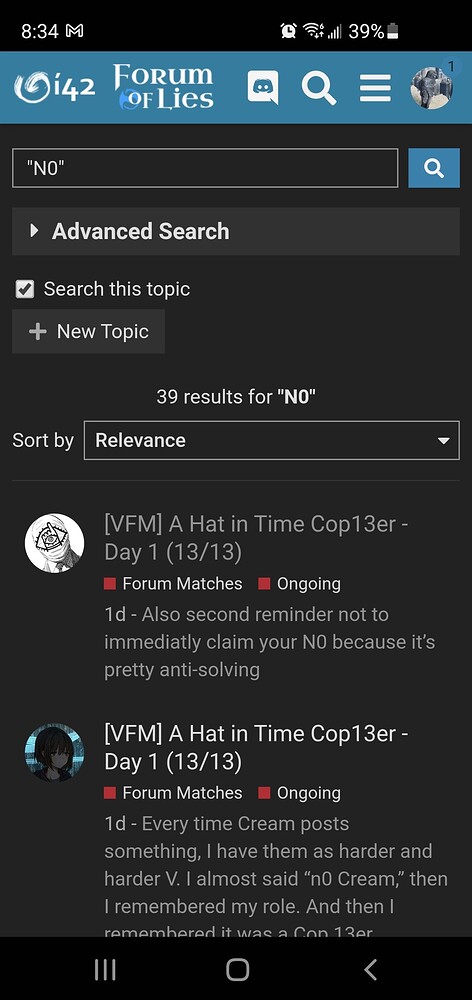 8:34
39%
i42 FORUM OF LIES
1
"N0"
Advanced Search
Search this topic
+ New Topic
39 results for "N0"
Sort by Relevance
[VFM] A Hat in Time Cop13er -
Day 1 (13/13)
Forum Matches Ongoing
1d - Also second reminder not to
immediatly claim your N0 because it's
pretty anti-solving
[VFM] A Hat in Time Cop13er -
Day 1 (13/13)
Forum Matches Ongoing
1d - Every time Cream posts
something, I have them as harder and
harder V. I almost said “n0 Cream,” then
I remembered my role. And then I
remembered it was a Cop 13er